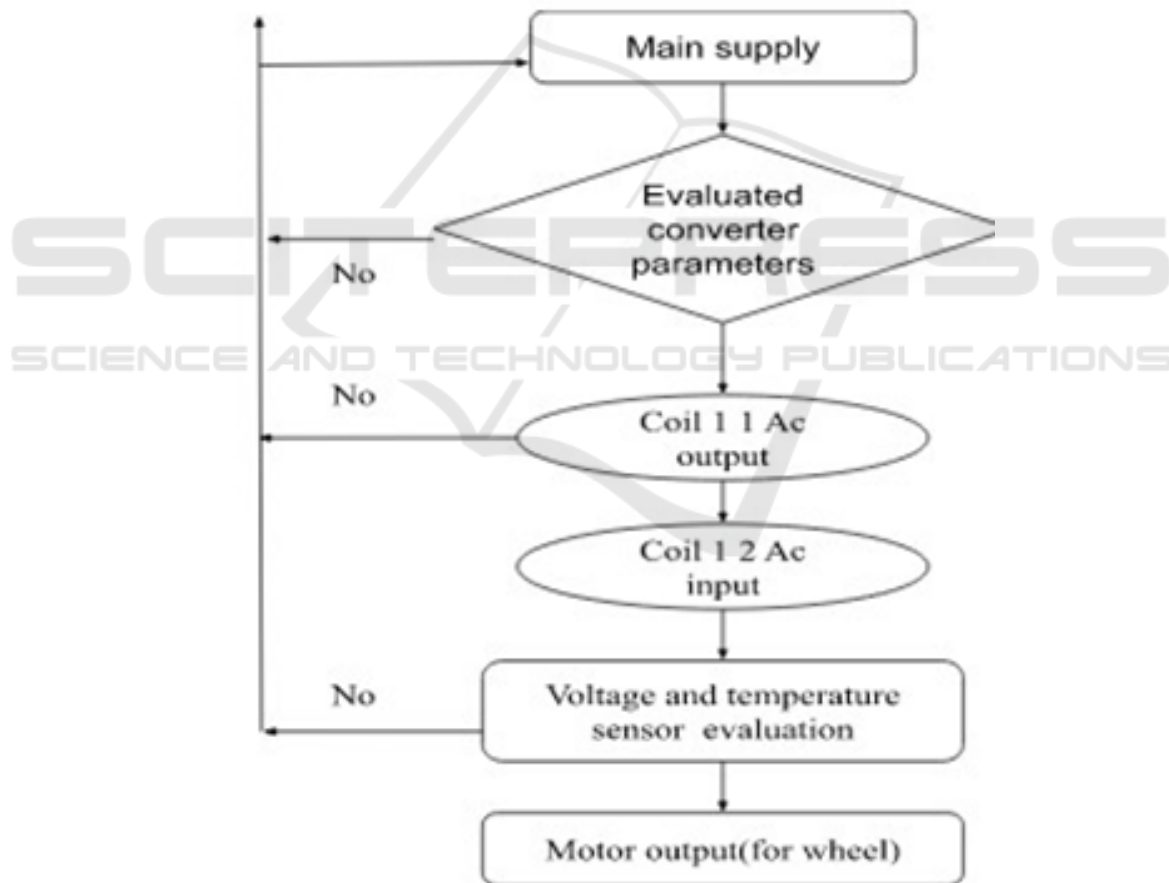 Main supply
Evaluated
converter
parameters
No
SCITEPRESS
SCIENCE AND TECHNOLOGY PUBLICATIONS
No
Coil 1 1 Ac
output
Coil 1 2 Ac
input
No
Voltage and temperature
sensor evaluation
Motor output(for wheel)